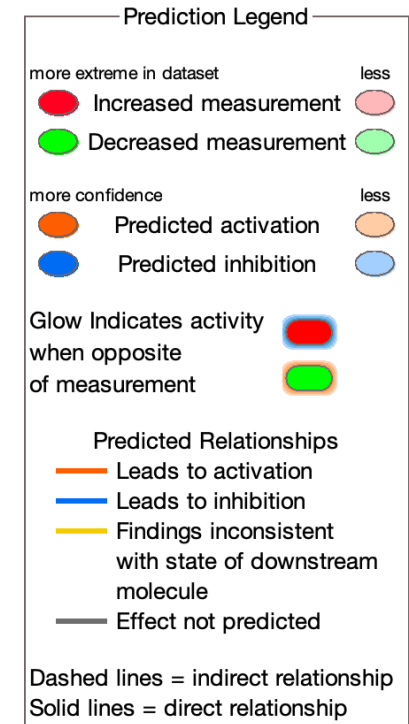 Prediction Legend
more extreme in dataset less
Increased measurement
Decreased measurement
more confidence less
Predicted activation
Predicted inhibition
Glow Indicates activity
when opposite
of measurement
Predicted Relationships
Leads to activation
Leads to inhibition
Findings inconsistent
with state of downstream
molecule
Effect not predicted
Dashed lines = indirect relationship
Solid lines = direct relationship